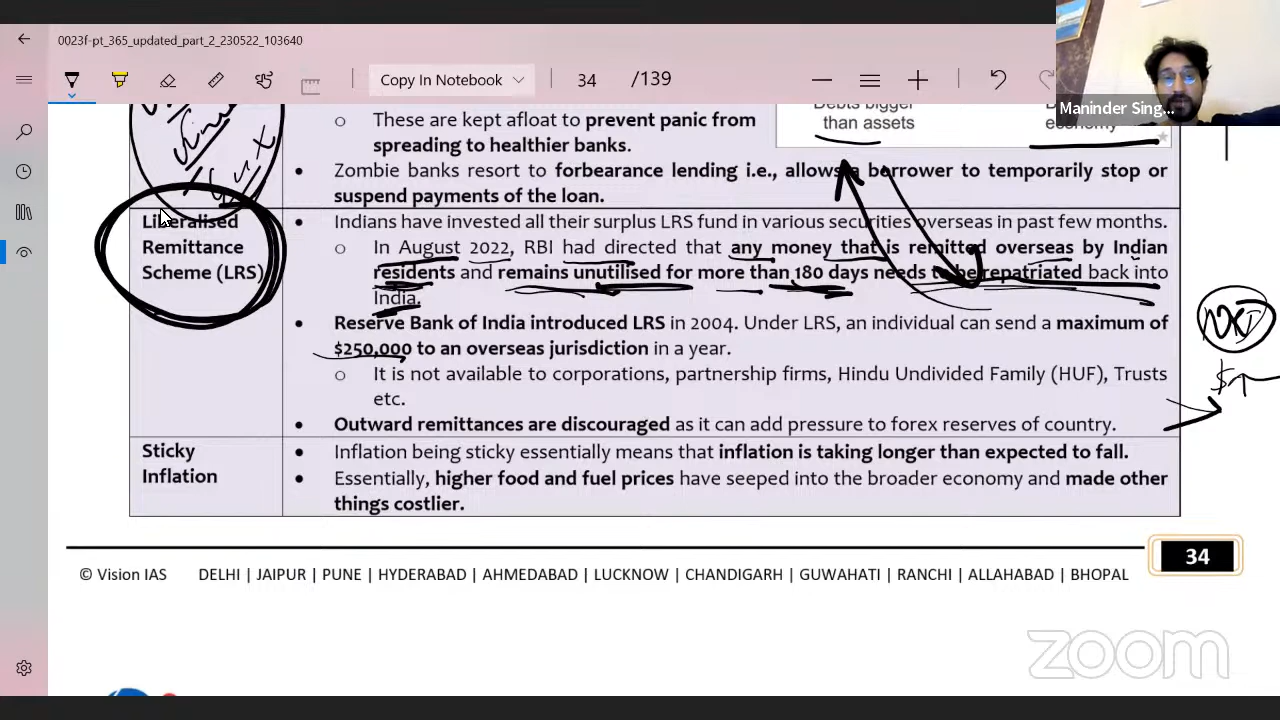 0023f-pt_365_updated_part_2_230522_103640
Copy In Notebook
34 /139
Maninder Sing...
These are kept afloat to prevent panic from
spreading to healthier banks.
Debts bigger
than assets
economy
Zombie banks resort to forbearance lending i.e., allows a borrower to temporarily stop or
suspend payments of the loan.
Liberalised
Remittance
Scheme (LRS)
Indians have invested all their surplus LRS fund in various securities overseas in past few months.
In August 2022, RBI had directed that any money that is remitted overseas by Indian
residents and remains unutilised for more than 180 days needs to be repatriated back into
India.
Reserve Bank of India introduced LRS in 2004. Under LRS, an individual can send a maximum of
$250,000 to an overseas jurisdiction in a year.
It is not available to corporations, partnership firms, Hindu Undivided Family (HUF), Trusts
etc.
Outward remittances are discouraged as it can add pressure to forex reserves of country.
Sticky
Inflation
Inflation being sticky essentially means that inflation is taking longer than expected to fall.
Essentially, higher food and fuel prices have seeped into the broader economy and made other
things costlier.
34
© Vision IAS DELHI | JAIPUR | PUNE | HYDERABAD | AHMEDABAD | LUCKNOW | CHANDIGARH | GUWAHATI | RANCHI | ALLAHABAD | BHOPAL
zoom